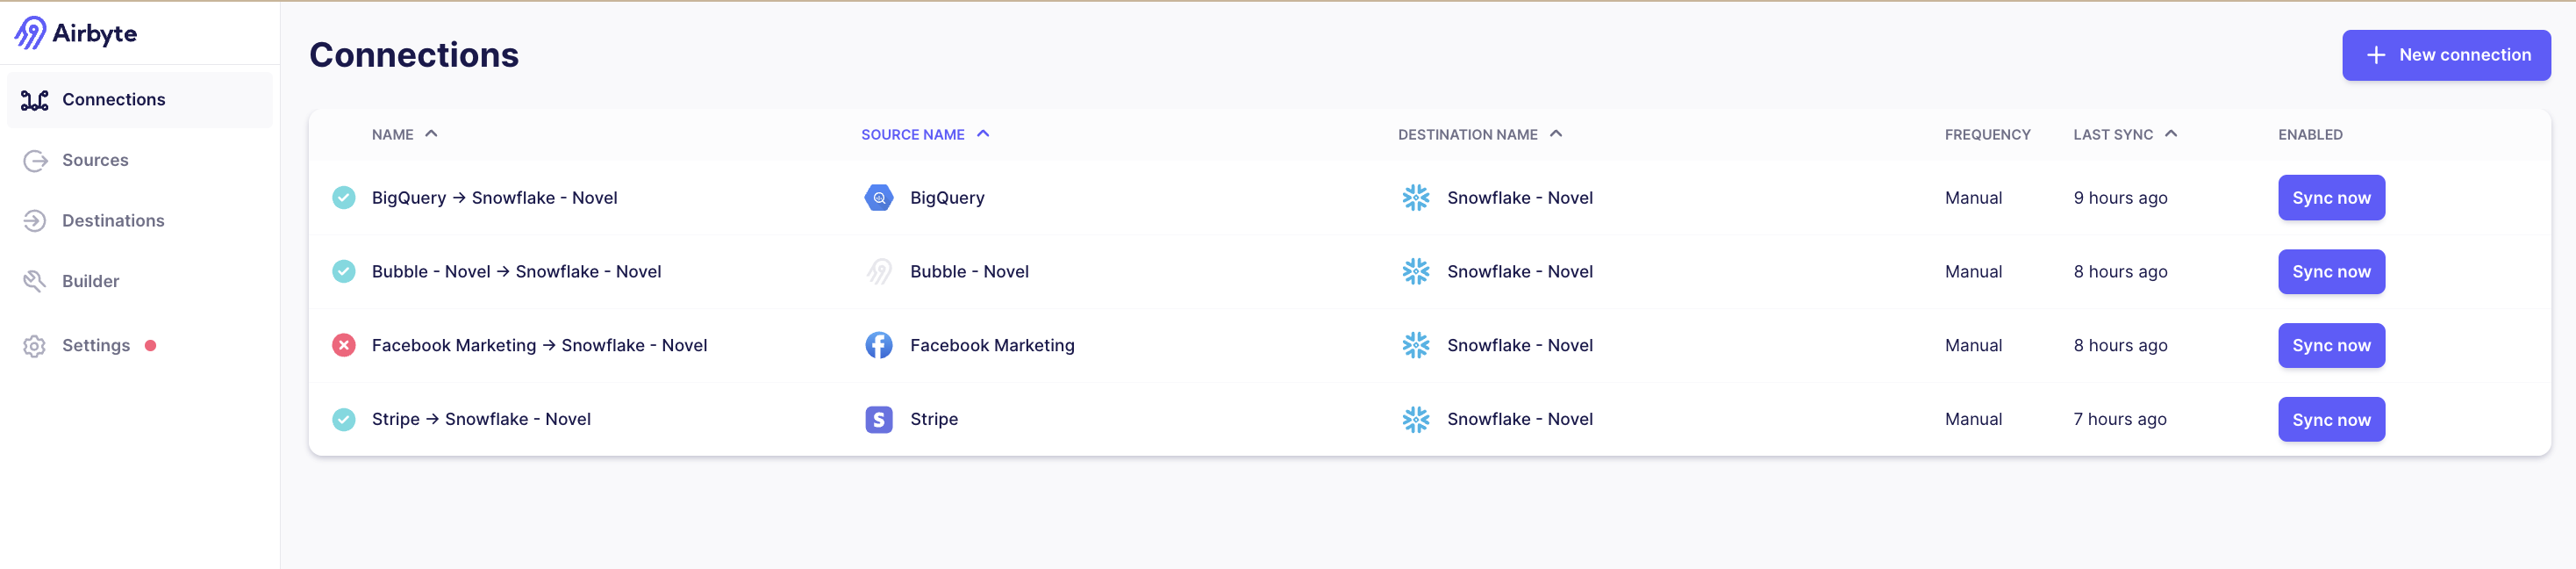 Airbyte
Connections
Sources
Destinations
Builder
Settings
Connections
New connection
NAME SOURCE NAME DESTINATION NAME FREQUENCY LAST SYNC ENABLED
BigQuery → Snowflake - Novel BigQuery Snowflake - Novel Manual 9 hours ago Sync now
Bubble - Novel → Snowflake - Novel Bubble - Novel Snowflake - Novel Manual 8 hours ago Sync now
Facebook Marketing → Snowflake - Novel Facebook Marketing Snowflake - Novel Manual 8 hours ago Sync now
Stripe → Snowflake - Novel Stripe Snowflake - Novel Manual 7 hours ago Sync now